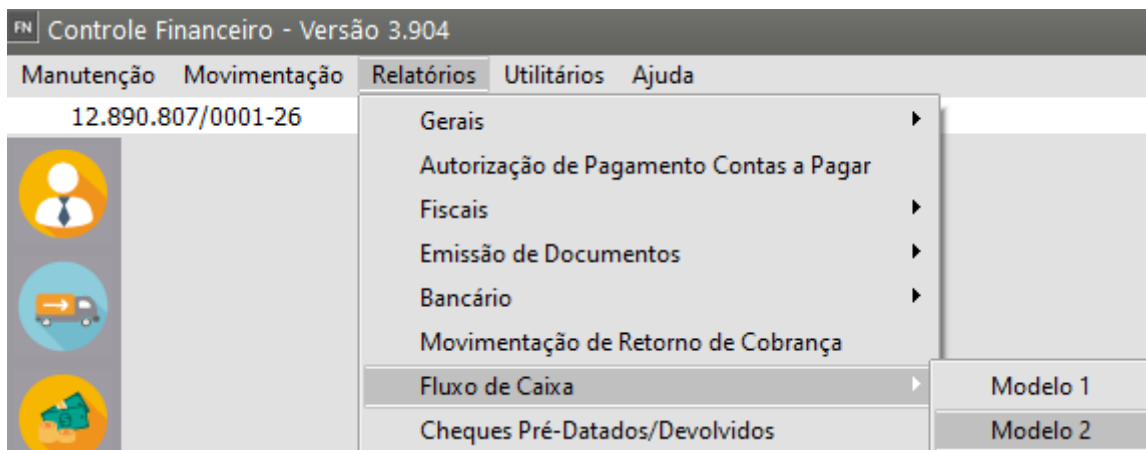 FN Controle Financeiro - Versão 3.904
Manutenção Movimentação Relatórios Utilitários Ajuda
12.890.807/0001-26
Gerais
Autorização de Pagamento Contas a Pagar
Fiscais
Emissão de Documentos
Bancário
Movimentação de Retorno de Cobrança
Fluxo de Caixa
Modelo 1
Cheques Pré-Datados/Devolvidos
Modelo 2